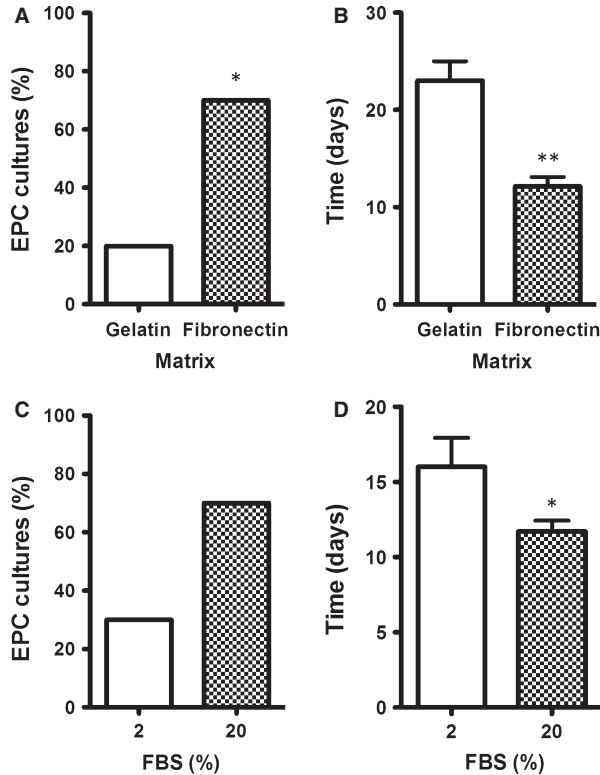 A
EPC cultures (%)
100
80
60
40
20
0
*
Gelatin Fibronectin
Matrix
B
Time (days)
30
20
10
0
**
Gelatin Fibronectin
Matrix
C
EPC cultures (%)
100
80
60
40
20
0
2 20
FBS (%)
D
Time (days)
20
15
10
5
0
*
2 20
FBS (%)